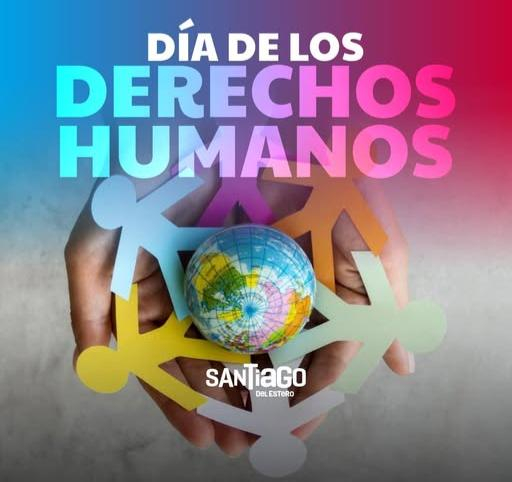 DÍA DE LOS
DERECHOS
HUMANOS
SANTiaGO
DEL ESTERO